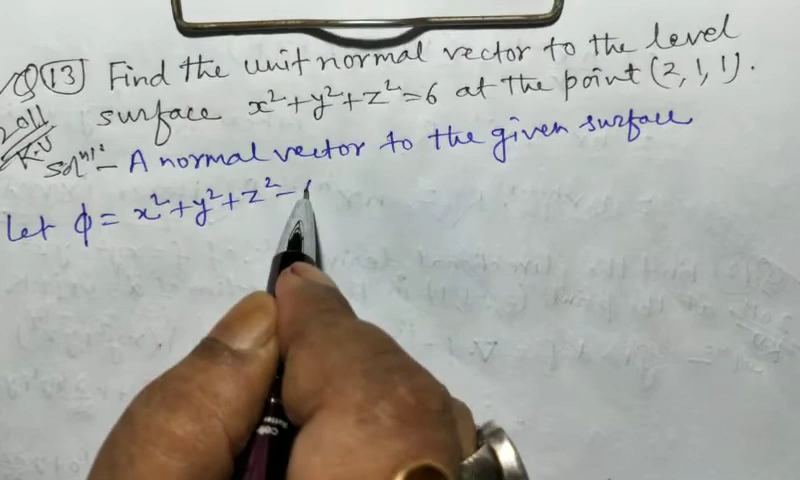 Q 13) Find the unit normal vector to the level
surface x²+y²+z²=6 at the point (2,1,1).
2011
K.U
Solⁿ:– A normal vector to the given surface
Let ϕ = x²+y²+z²–